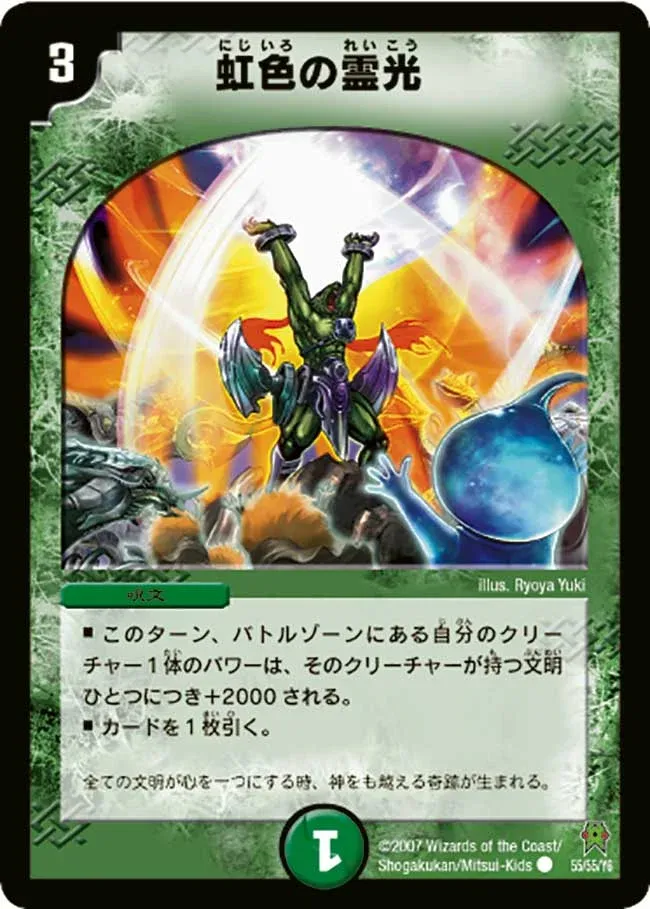 3
にじいろ れいこう
虹色の霊光
illus. Ryoya Yuki
呪文
■ このターン、バトルゾーンにある自分のクリー
チャー1体のパワーは、そのクリーチャーが持つ文明
ひとつにつき+2000される。
■ カードを1枚引く。
全ての文明が心を一つにする時、神をも越える奇跡が生まれる。
1
©2007 Wizards of the Coast/
Shogakukan/Mitsui-Kids
55/55/Y6